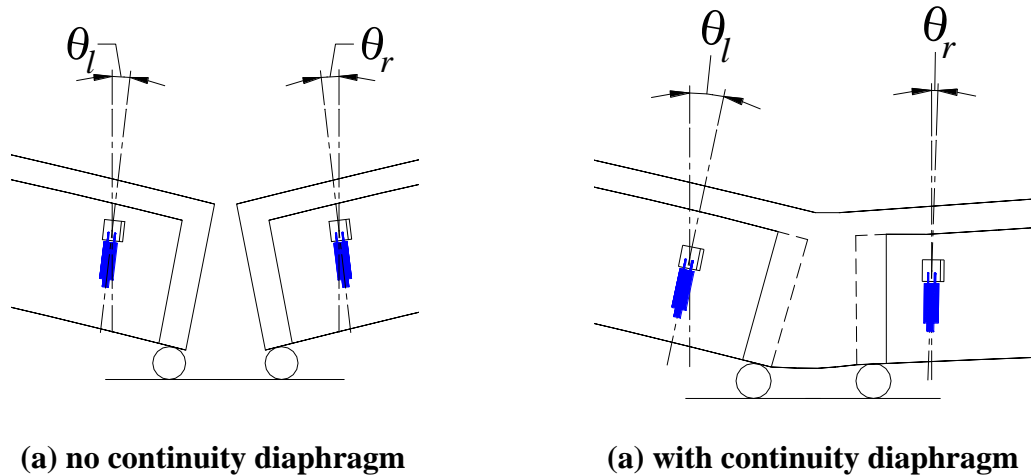 θl θr θl θr
(a) no continuity diaphragm (a) with continuity diaphragm